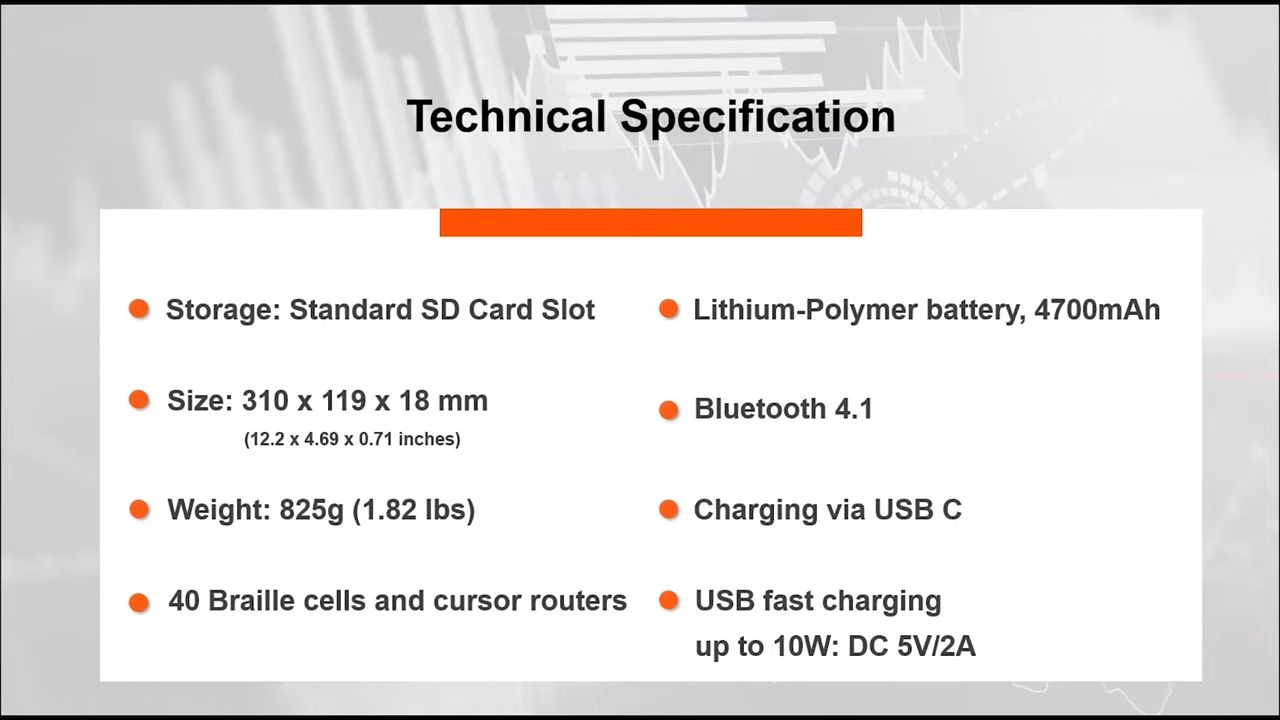 Technical Specification
Storage: Standard SD Card Slot
Size: 310 x 119 x 18 mm
(12.2 x 4.69 x 0.71 inches)
Weight: 825g (1.82 lbs)
40 Braille cells and cursor routers
Lithium-Polymer battery, 4700mAh
Bluetooth 4.1
Charging via USB C
USB fast charging
up to 10W: DC 5V/2A